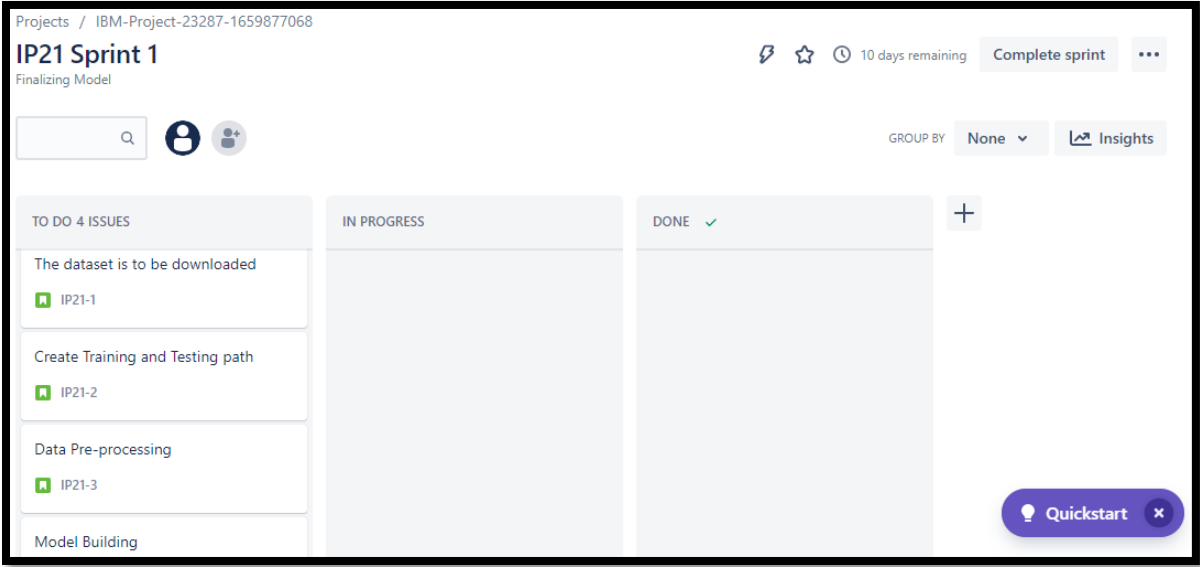 Projects / IBM-Project-23287-1659877068
IP21 Sprint 1
Finalizing Model
10 days remaining
Complete sprint
GROUP BY
None
Insights
TO DO 4 ISSUES
The dataset is to be downloaded
IP21-1
Create Training and Testing path
IP21-2
Data Pre-processing
IP21-3
Model Building
IN PROGRESS
DONE
Quickstart